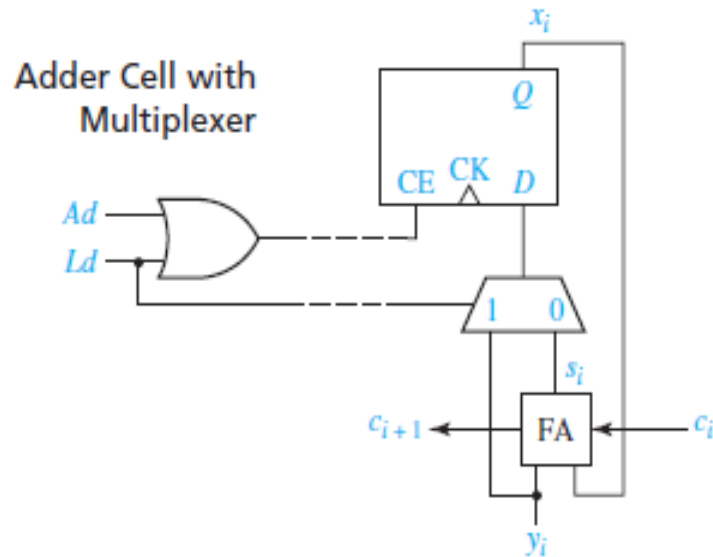 xᵢ
Adder Cell with
Multiplexer
Q
CE CK D
Ad
Ld
1 0
sᵢ
cᵢ₊₁ FA cᵢ
yᵢ